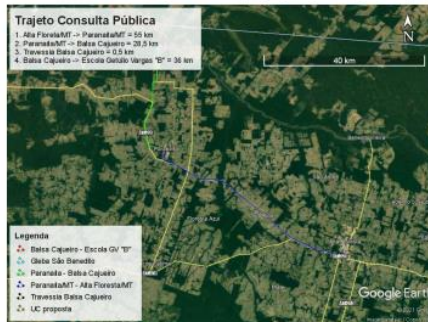 Trajeto Consulta Pública
1. Alta Floresta/MT -> Paranaíta/MT = 55 km
2. Paranaíta/MT -> Balsa Cajueiro = 28,5 km
3. Travessia Balsa Cajueiro = 0,5 km
4. Balsa Cajueiro -> Escola Getulio Vargas "B" = 36 km
N
40 km
Legenda
Balsa Cajueiro - Escola GV "B"
Gleba São Benedito
Paranaíta - Balsa Cajueiro
Paranaíta/MT - Alta Floresta/MT
Travessia Balsa Cajueiro
UC proposta
Google Earth